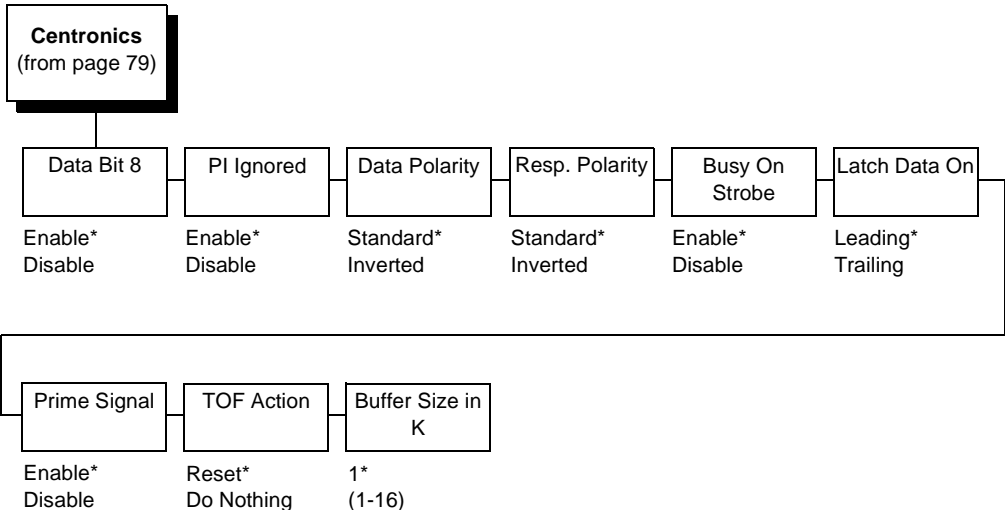 Centronics
(from page 79)
Data Bit 8
Enable*
Disable
PI Ignored
Enable*
Disable
Data Polarity
Standard*
Inverted
Resp. Polarity
Standard*
Inverted
Busy On
Strobe
Enable*
Disable
Latch Data On
Leading*
Trailing
Prime Signal
Enable*
Disable
TOF Action
Reset*
Do Nothing
Buffer Size in
K
1*
(1-16)